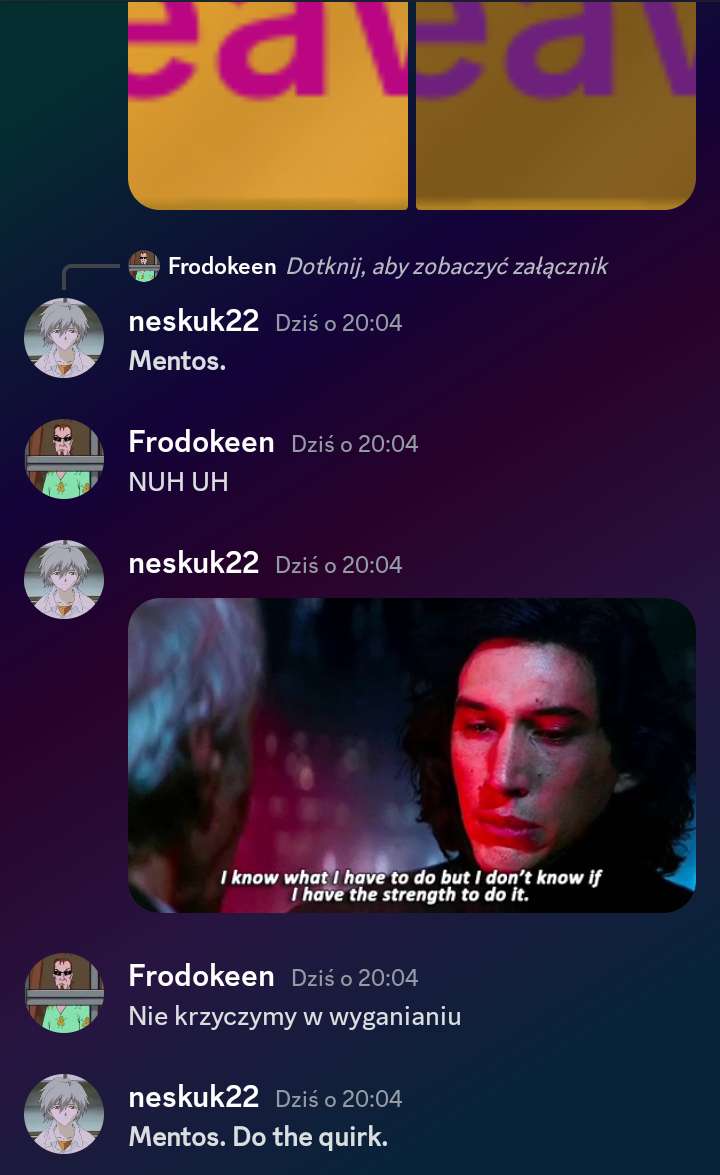 eav
eav
Frodokeen Dotknij, aby zobaczyć załącznik
neskuk22 Dziś o 20:04
Mentos.
Frodokeen Dziś o 20:04
NUH UH
neskuk22 Dziś o 20:04
I know what I have to do but I don't know if
I have the strength to do it.
Frodokeen Dziś o 20:04
Nie krzyczymy w wyganianiu
neskuk22 Dziś o 20:04
Mentos. Do the quirk.